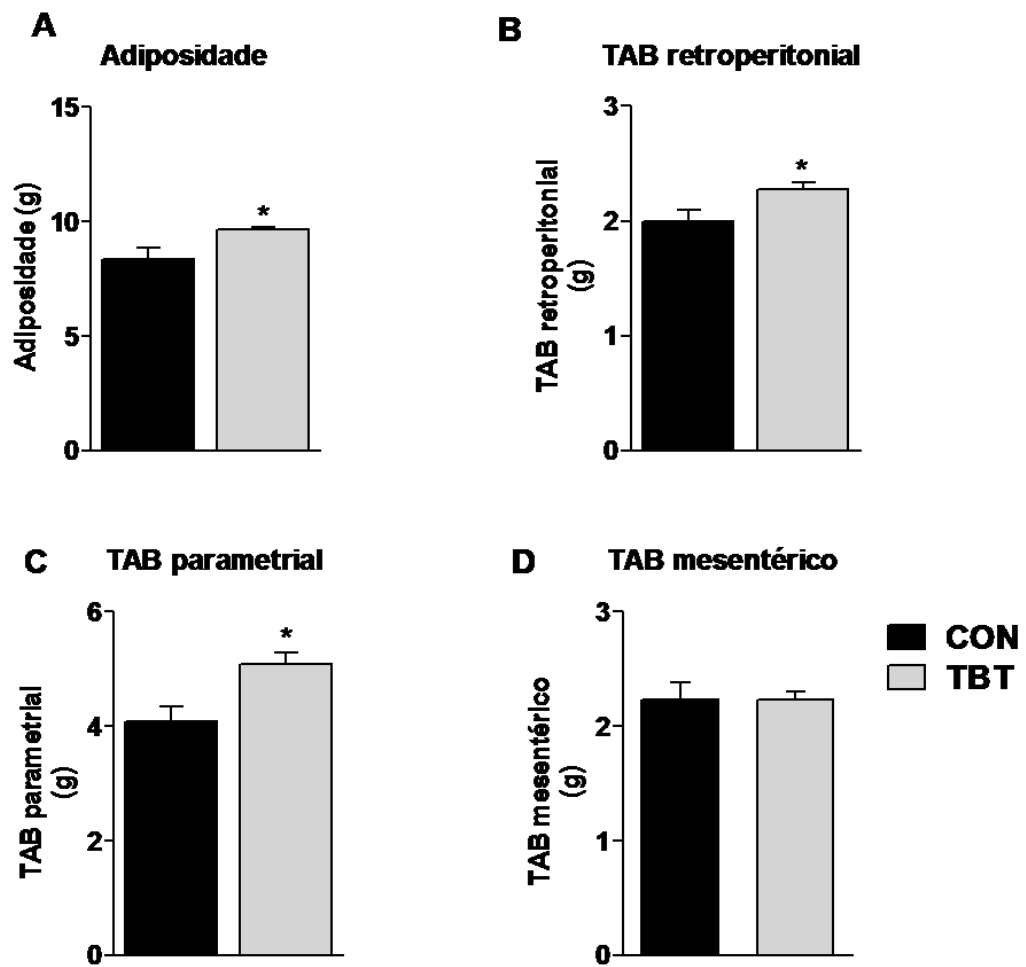 A
Adiposidade
15
10
5
0
Adiposidade (g)
*
B
TAB retroperitonial
3
2
1
0
TAB retroperitonial
(g)
*
C
TAB parametrial
6
4
2
0
TAB parametrial
(g)
*
D
TAB mesentérico
3
2
1
0
TAB mesentérico
(g)
CON
TBT